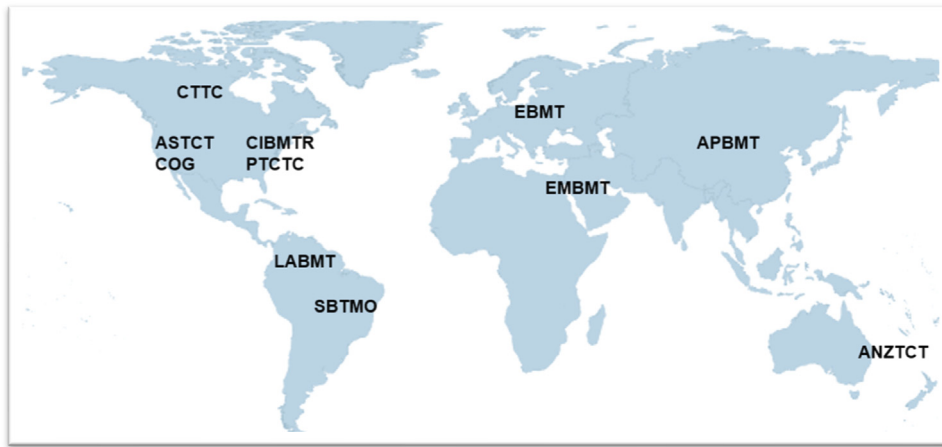 CTTC
EBMT
ASTCT CIBMTR
APBMT
COG PTCTC
EMBMT
LABMT
SBTMO
ANZTCT